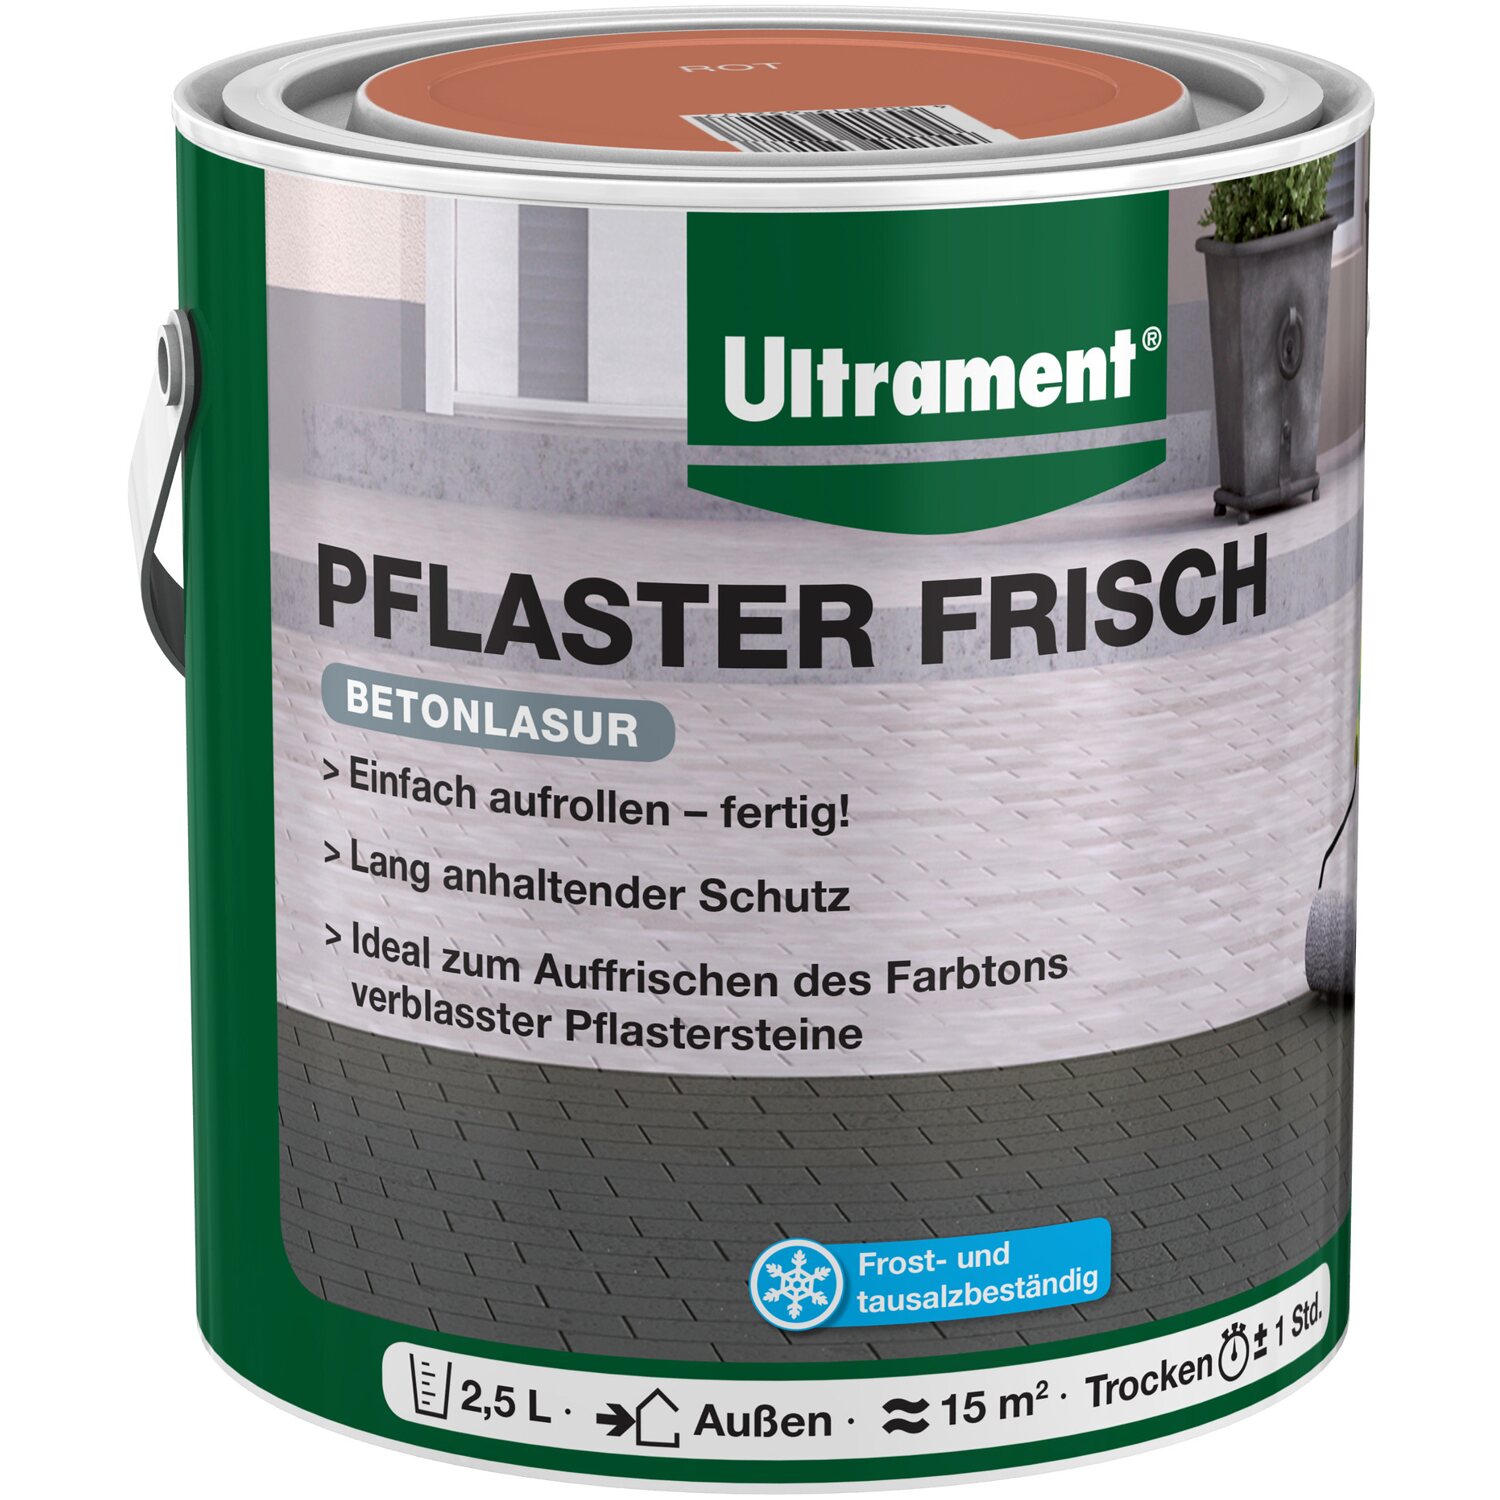 ROT
Ultrament®
PFLASTER FRISCH
BETONLASUR
> Einfach aufrollen – fertig!
> Lang anhaltender Schutz
> Ideal zum Auffrischen des Farbtons
verblasster Pflastersteine
Frost- und
tausalzbeständig
2,5 L · Außen · ≈ 15 m² · Trocken ± 1 Std.